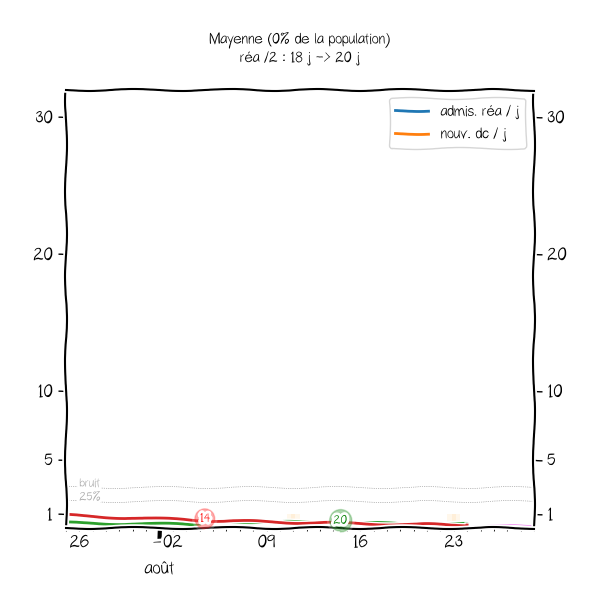 Mayenne (0% de la population)
réa /2 : 18 j -> 20 j
admis. réa / j
nouv. dc / j
30 30
20 20
10 10
5 5
bruit
25%
1 14 20 1
26 02 09 16 23
août